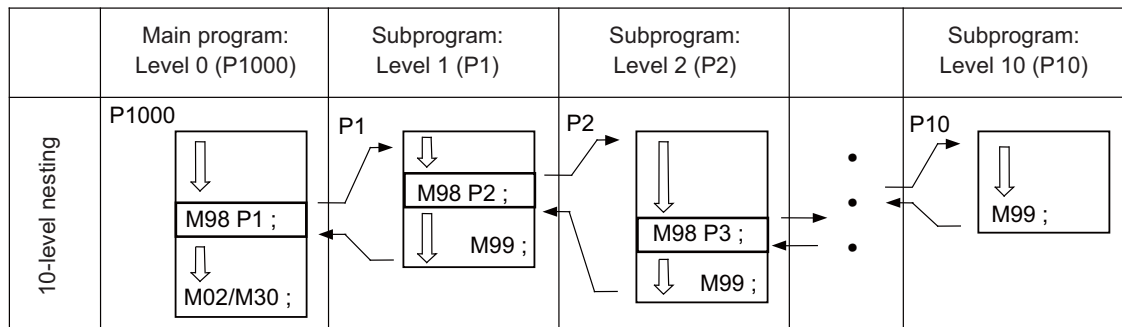 Main program:
Level 0 (P1000)
Subprogram:
Level 1 (P1)
Subprogram:
Level 2 (P2)
Subprogram:
Level 10 (P10)
10-level nesting
P1000
M98 P1 ;
M02/M30 ;
P1
M98 P2 ;
M99 ;
P2
M98 P3 ;
M99 ;
P10
M99 ;